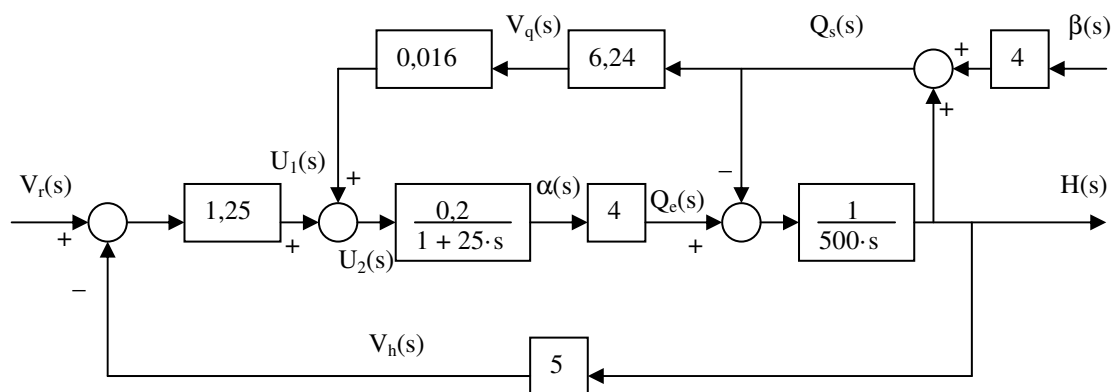 V_q(s) Q_s(s) β(s)
0,016 6,24 + 4
+
U_1(s) + − H(s)
V_r(s) α(s) Q_e(s)
1,25 0,2 4 1
+ + 1 + 25·s + 500·s
U_2(s)
−
V_h(s) 5